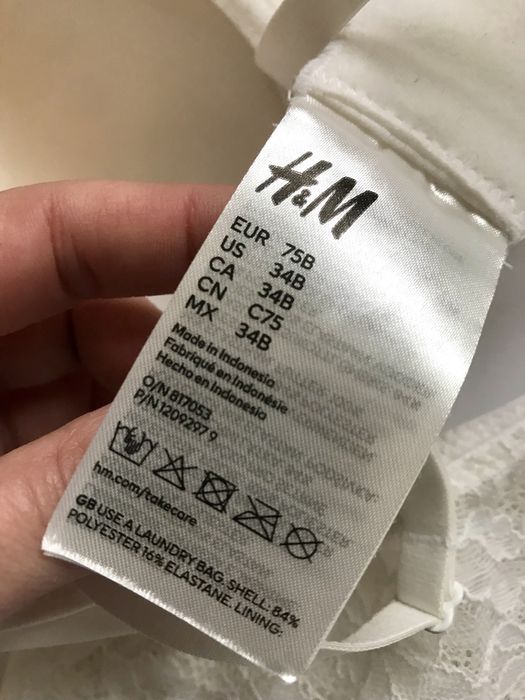 H&M
EUR 75B
US 34B
CA 34B
CN C75
MX 34B
Made in Indonesia
Fabriqué en Indonésie
Hecho en Indonesia
O/N 817053
P/N 1209297 9
hm.com/takecare
GB USE A LAUNDRY BAG. SHELL: 84%
POLYESTER 16% ELASTANE. LINING: